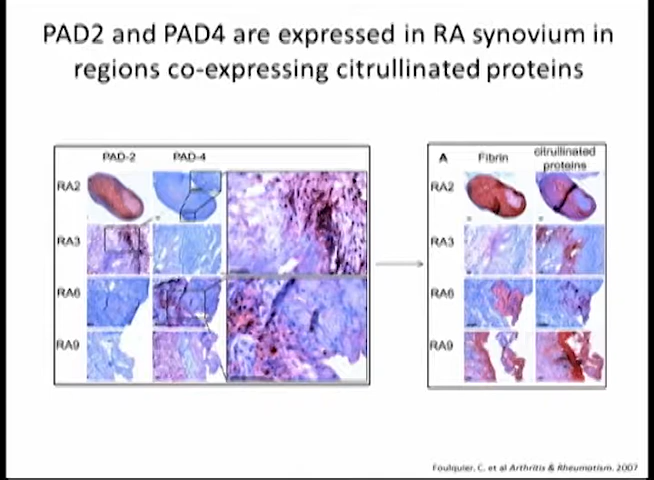 PAD2 and PAD4 are expressed in RA synovium in
regions co-expressing citrullinated proteins
PAD-2 PAD-4
RA2
RA3
RA6
RA9
A Fibrin citrullinated
proteins
RA2
RA3
RA6
RA9
Foulquier, C. et al Arthritis & Rheumatism. 2007